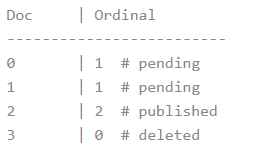 Doc | Ordinal
-------------------------
0 | 1 # pending
1 | 1 # pending
2 | 2 # published
3 | 0 # deleted